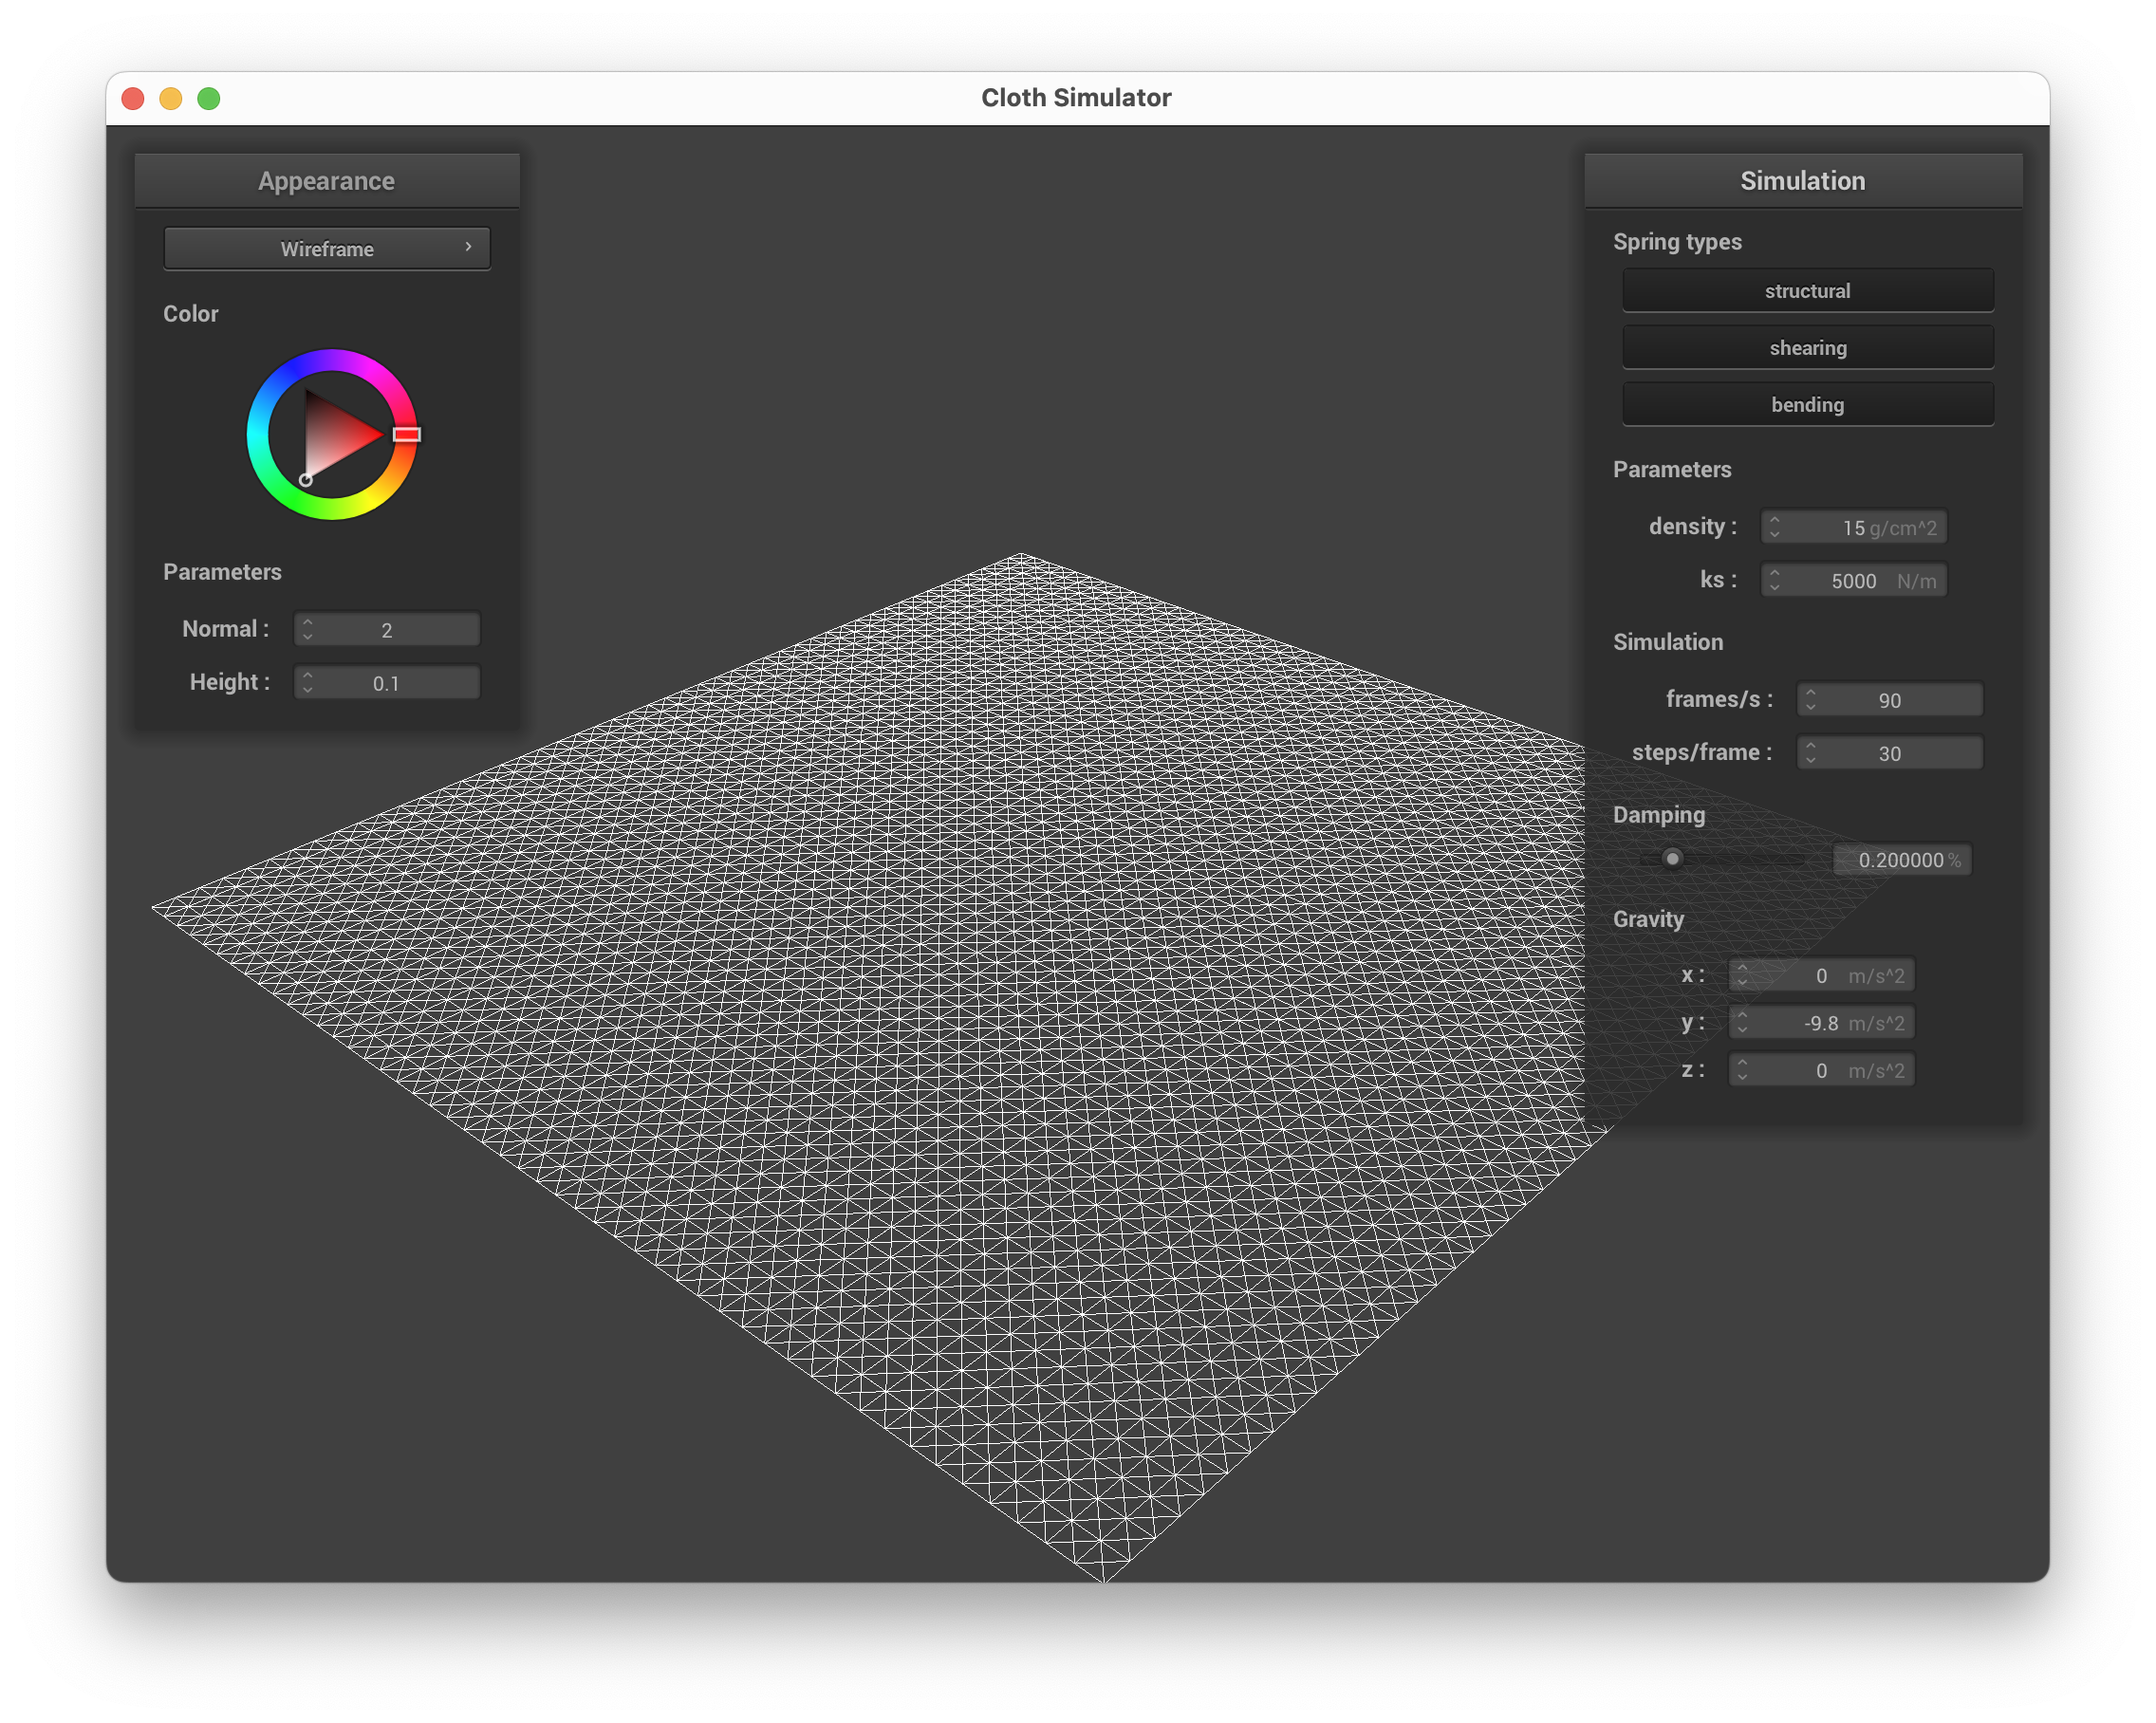 Cloth Simulator
Appearance
Wireframe
Color
Parameters
Normal : 2
Height : 0.1
Simulation
Spring types
structural
shearing
bending
Parameters
density : 15 g/cm^2
ks : 5000 N/m
Simulation
frames/s : 90
steps/frame : 30
Damping
0.200000 %
Gravity
x : 0 m/s^2
y : -9.8 m/s^2
z : 0 m/s^2